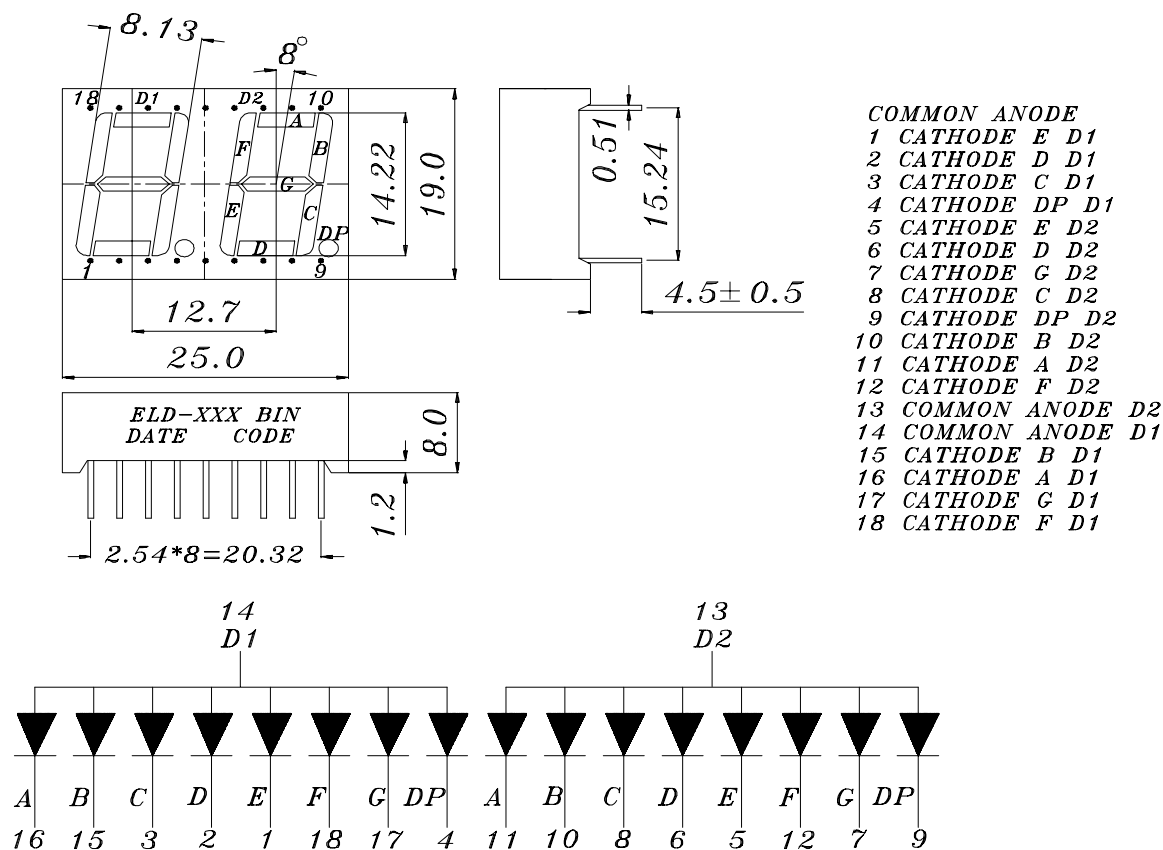 8.13
8°
18 D1 D2 10
A
F B
G
E C
D DP
1 9
14.22
19.0
12.7
25.0
0.51
15.24
4.5± 0.5
COMMON ANODE
1 CATHODE E D1
2 CATHODE D D1
3 CATHODE C D1
4 CATHODE DP D1
5 CATHODE E D2
6 CATHODE D D2
7 CATHODE G D2
8 CATHODE C D2
9 CATHODE DP D2
10 CATHODE B D2
11 CATHODE A D2
12 CATHODE F D2
13 COMMON ANODE D2
14 COMMON ANODE D1
15 CATHODE B D1
16 CATHODE A D1
17 CATHODE G D1
18 CATHODE F D1
ELD-XXX BIN
DATE CODE
8.0
1.2
2.54*8=20.32
14
D1
13
D2
A B C D E F G DP A B C D E F G DP
16 15 3 2 1 18 17 4 11 10 8 6 5 12 7 9